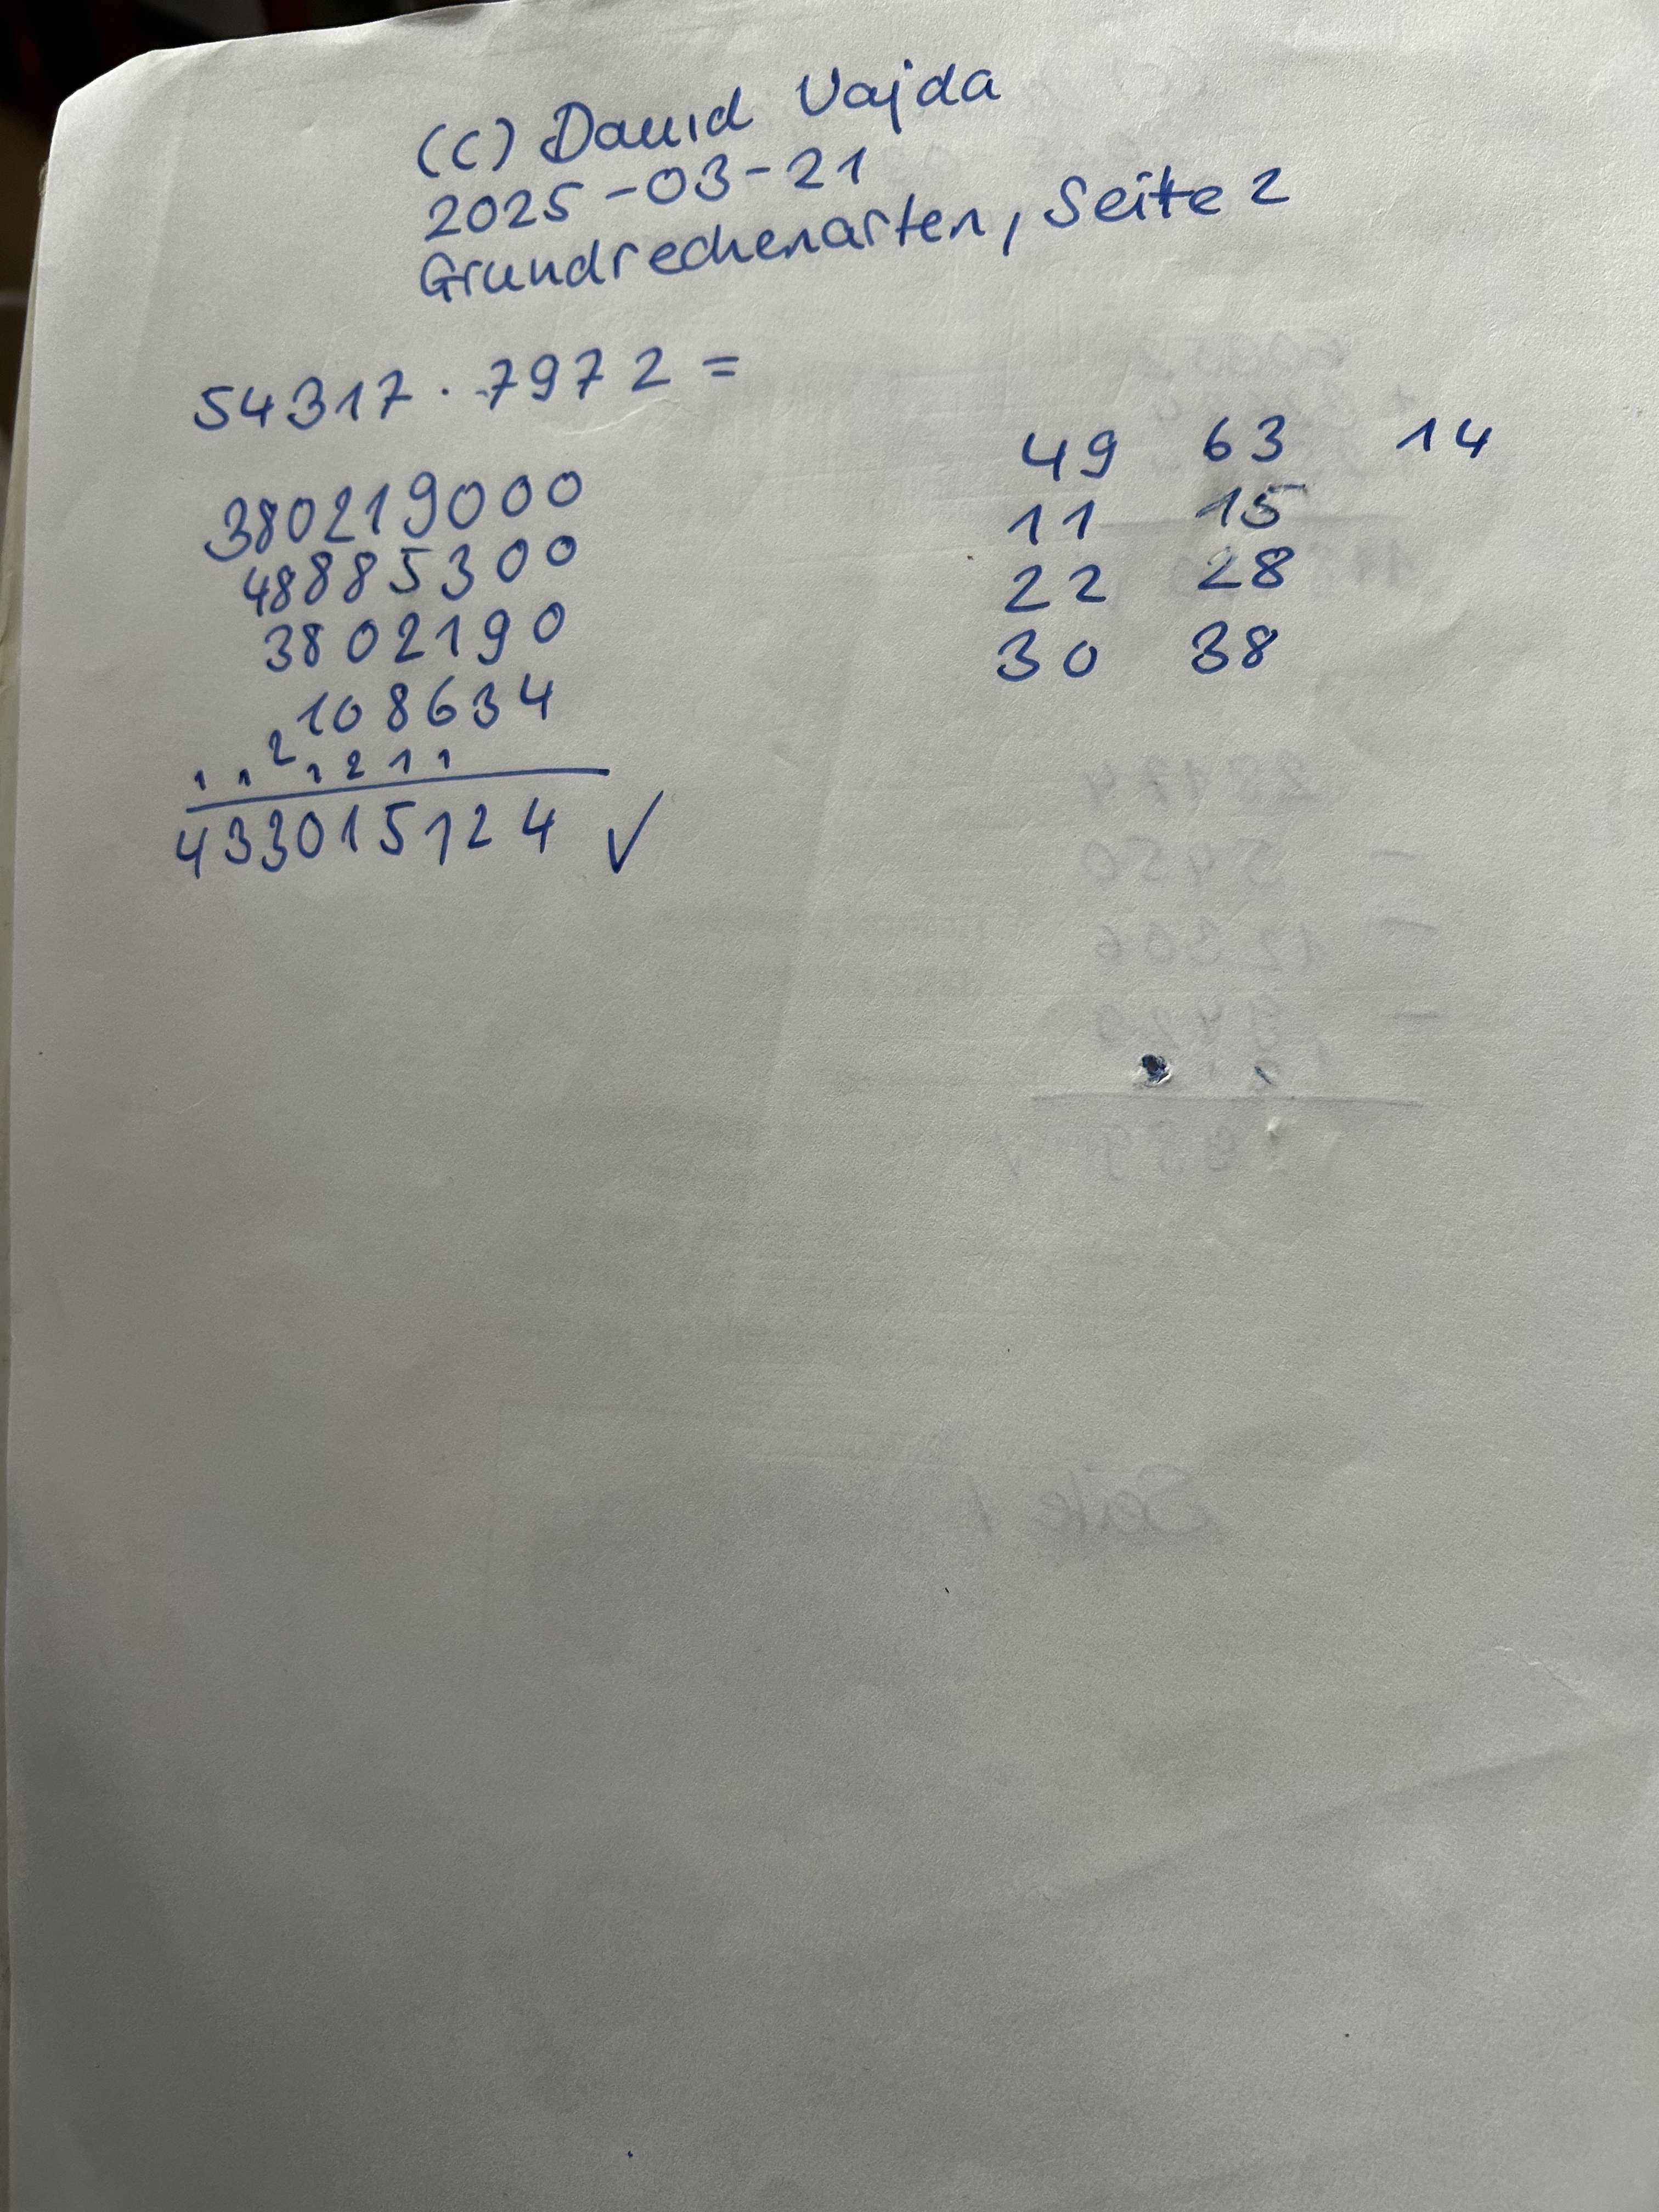 (C) David Vajda
2025-03-21
Grundrechenarten, Seite 2
54317 · 7972 =
380219000
48885300
3802190
108634
1 1 2 1 2 1 1
433015124 ✓
49 63 14
11 15
22 28
30 38